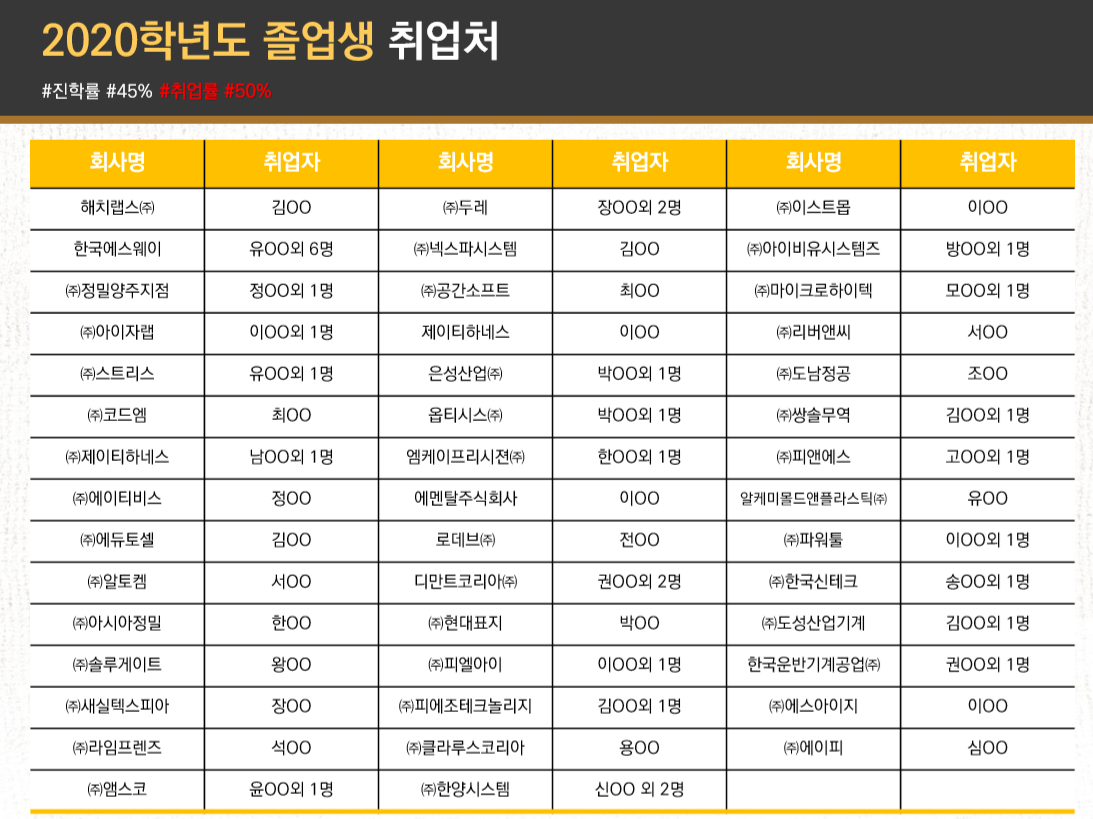 2020학년도 졸업생 취업처
#진학률 #45% #취업률 #50%
회사명 취업자 회사명 취업자 회사명 취업자
해치랩스㈜ 김OO ㈜두레 장OO외 2명 ㈜이스트몹 이OO
한국에스웨이 유OO외 6명 ㈜넥스파시스템 김OO ㈜아이비유시스템즈 방OO외 1명
㈜정밀양주지점 정OO외 1명 ㈜공간소프트 최OO ㈜마이크로하이텍 모OO외 1명
㈜아이자랩 이OO외 1명 제이티하네스 이OO ㈜리버앤씨 서OO
㈜스트리스 유OO외 1명 은성산업㈜ 박OO외 1명 ㈜도남정공 조OO
㈜코드엠 최OO 옵티시스㈜ 박OO외 1명 ㈜쌍솔무역 김OO외 1명
㈜제이티하네스 남OO외 1명 엠케이프리시젼㈜ 한OO외 1명 ㈜피앤에스 고OO외 1명
㈜에이티비스 정OO 에멘탈주식회사 이OO 알케미몰드앤플라스틱㈜ 유OO
㈜에듀토셀 김OO 로데브㈜ 전OO ㈜파워툴 이OO외 1명
㈜알토켐 서OO 디만트코리아㈜ 권OO외 2명 ㈜한국신테크 송OO외 1명
㈜아시아정밀 한OO ㈜현대표지 박OO ㈜도성산업기계 김OO외 1명
㈜솔루게이트 왕OO ㈜피엘아이 이OO외 1명 한국운반기계공업㈜ 권OO외 1명
㈜새실텍스피아 장OO ㈜피에조테크놀리지 김OO외 1명 ㈜에스아이지 이OO
㈜라임프렌즈 석OO ㈜클라루스코리아 용OO ㈜에이피 심OO
㈜앰스코 윤OO외 1명 ㈜한양시스템 신OO 외 2명